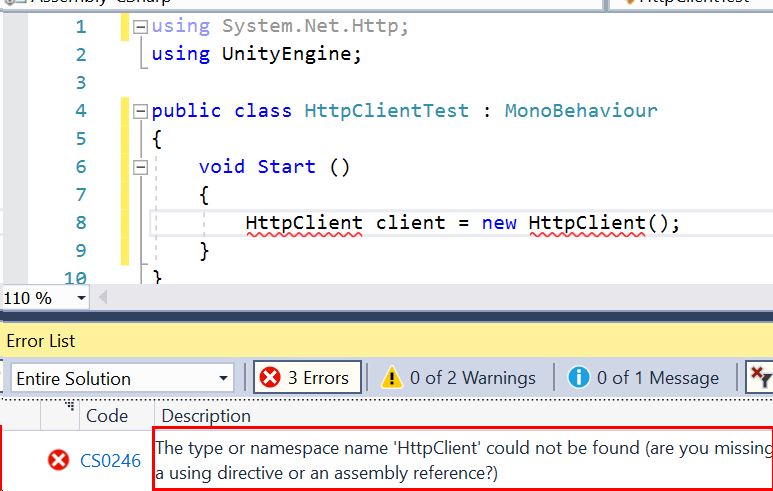 1 using System.Net.Http;
2 using UnityEngine;
3
4 public class HttpClientTest : MonoBehaviour
5 {
6 void Start ()
7 {
8 HttpClient client = new HttpClient();
9 }
10 }
110 %
Error List
Entire Solution 3 Errors 0 of 2 Warnings 0 of 1 Message
Code Description
CS0246 The type or namespace name 'HttpClient' could not be found (are you missing
a using directive or an assembly reference?)